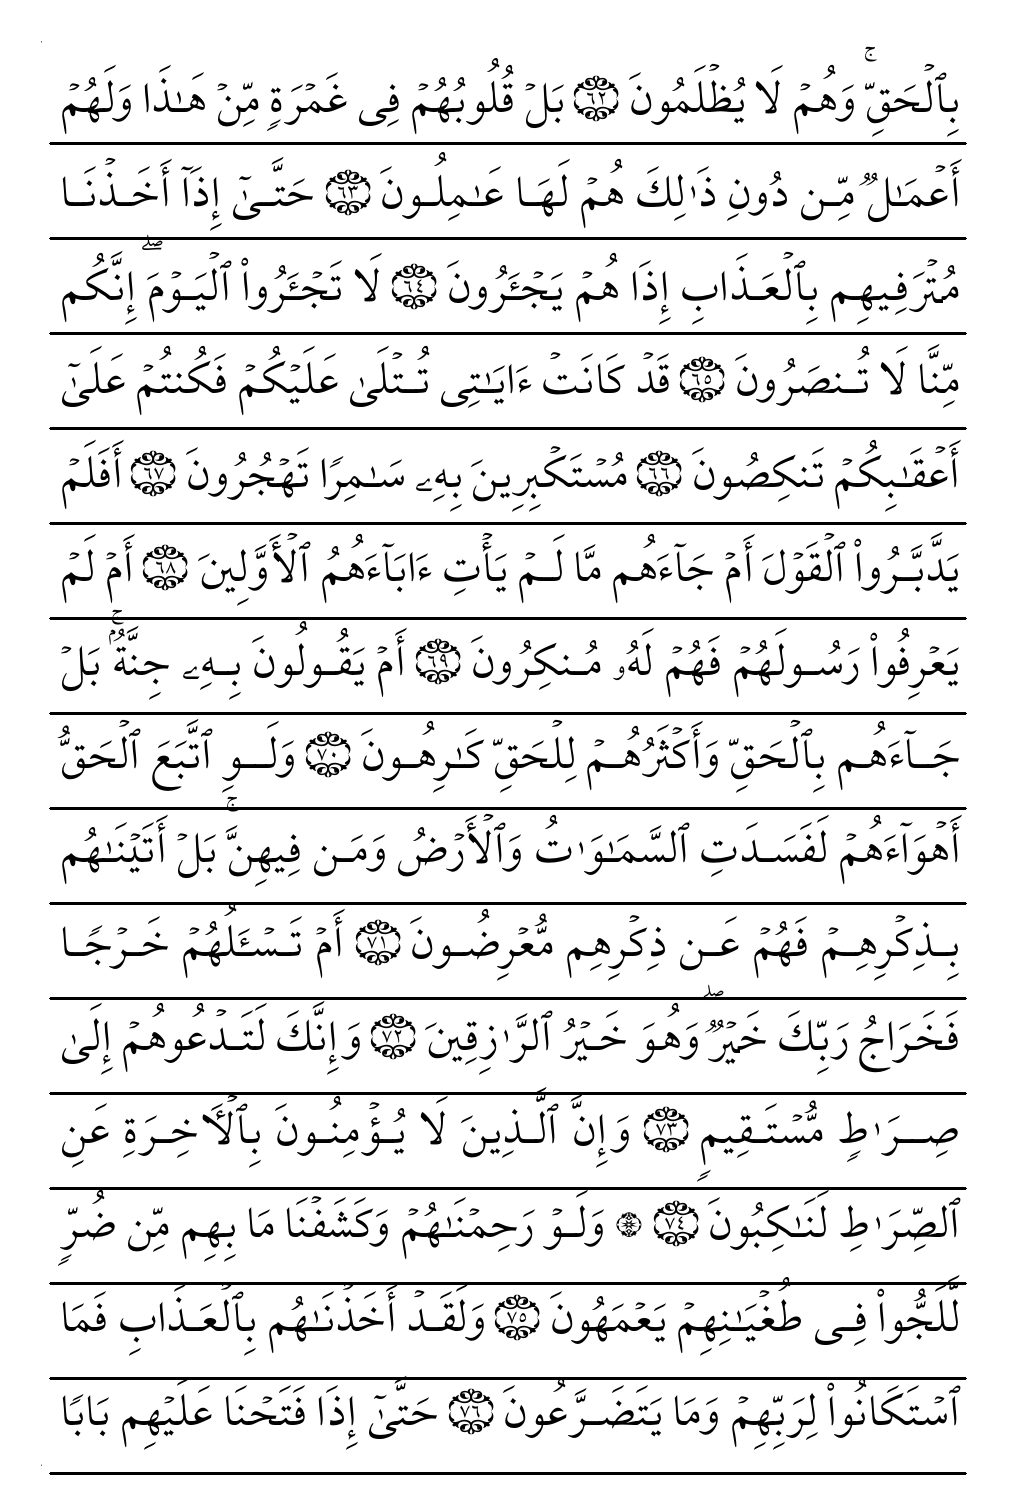 بِٱلۡحَقِّۚ وَهُمۡ لَا يُظۡلَمُونَ ٦٢ بَلۡ قُلُوبُهُمۡ فِى غَمۡرَةٍ مِّنۡ هَـٰذَا وَلَهُمۡ
أَعۡمَـٰلٌ مِّن دُونِ ذَٰلِكَ هُمۡ لَهَا عَـٰمِلُونَ ٦٣ حَتَّـىٰٓ إِذَآ أَخَذۡنَا
مُتۡرَفِيهِم بِٱلۡعَذَابِ إِذَا هُمۡ يَجۡـَٔرُونَ ٦٤ لَا تَجۡـَٔرُواْ ٱلۡيَوۡمَۖ إِنَّكُم
مِّنَّا لَا تُنصَرُونَ ٦٥ قَدۡ كَانَتۡ ءَايَـٰتِى تُتۡلَىٰ عَلَيۡكُمۡ فَكُنتُمۡ عَلَىٰٓ
أَعۡقَـٰبِكُمۡ تَنكِصُونَ ٦٦ مُسۡتَكۡبِرِينَ بِهِۦ سَـٰمِرًا تَهۡجُرُونَ ٦٧ أَفَلَمۡ
يَدَّبَّرُواْ ٱلۡقَوۡلَ أَمۡ جَآءَهُم مَّا لَمۡ يَأۡتِ ءَابَآءَهُمُ ٱلۡأَوَّلِينَ ٦٨ أَمۡ لَمۡ
يَعۡرِفُواْ رَسُولَهُمۡ فَهُمۡ لَهُۥ مُنكِرُونَ ٦٩ أَمۡ يَقُولُونَ بِهِۦ جِنَّةُۢۚ بَلۡ
جَآءَهُم بِٱلۡحَقِّ وَأَكۡثَرُهُمۡ لِلۡحَقِّ كَـٰرِهُونَ ٧٠ وَلَوِ ٱتَّبَعَ ٱلۡحَقُّ
أَهۡوَآءَهُمۡ لَفَسَدَتِ ٱلسَّمَـٰوَٰتُ وَٱلۡأَرۡضُ وَمَن فِيهِنَّۚ بَلۡ أَتَيۡنَـٰهُم
بِذِكۡرِهِمۡ فَهُمۡ عَن ذِكۡرِهِم مُّعۡرِضُونَ ٧١ أَمۡ تَسۡـَٔلُهُمۡ خَرۡجًا
فَخَرَاجُ رَبِّكَ خَيۡرٌۖ وَهُوَ خَيۡرُ ٱلرَّٰزِقِينَ ٧٢ وَإِنَّكَ لَتَدۡعُوهُمۡ إِلَىٰ
صِرَٰطٍ مُّسۡتَقِيمٍ ٧٣ وَإِنَّ ٱلَّذِينَ لَا يُؤۡمِنُونَ بِٱلۡأَخِرَةِ عَنِ
ٱلصِّرَٰطِ لَنَـٰكِبُونَ ٧٤ ۞ وَلَوۡ رَحِمۡنَـٰهُمۡ وَكَشَفۡنَا مَا بِهِم مِّن ضُرٍّ
لَّلَجُّواْ فِى طُغۡيَـٰنِهِمۡ يَعۡمَهُونَ ٧٥ وَلَقَدۡ أَخَذۡنَـٰهُم بِٱلۡعَذَابِ فَمَا
ٱسۡتَكَانُواْ لِرَبِّهِمۡ وَمَا يَتَضَرَّعُونَ ٧٦ حَتَّىٰٓ إِذَا فَتَحۡنَا عَلَيۡهِم بَابًا